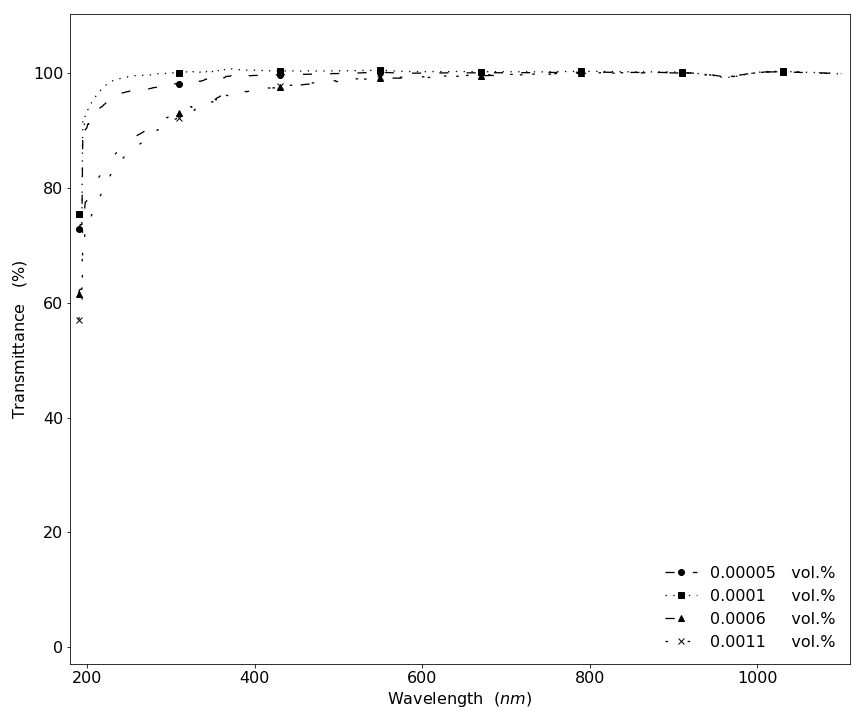 100
80
60
40
20
0
Transmittance (%)
200 400 600 800 1000
Wavelength (nm)
0.00005 vol.%
0.0001 vol.%
0.0006 vol.%
0.0011 vol.%